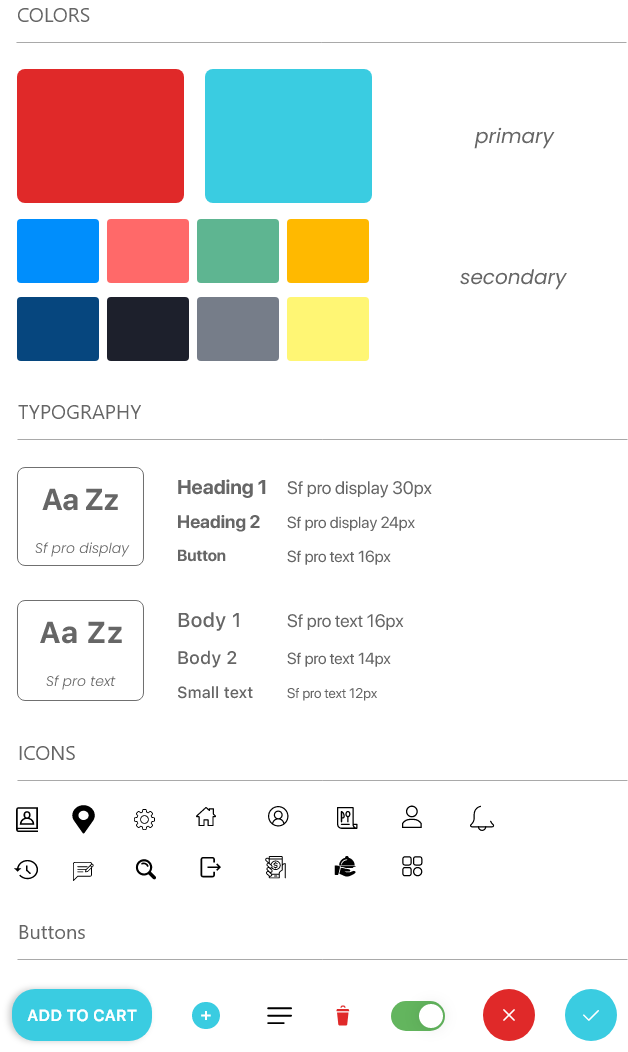 COLORS
primary
secondary
TYPOGRAPHY
Aa Zz
Sf pro display
Heading 1 Sf pro display 30px
Heading 2 Sf pro display 24px
Button Sf pro text 16px
Aa Zz
Sf pro text
Body 1 Sf pro text 16px
Body 2 Sf pro text 14px
Small text Sf pro text 12px
ICONS
Buttons
ADD TO CART